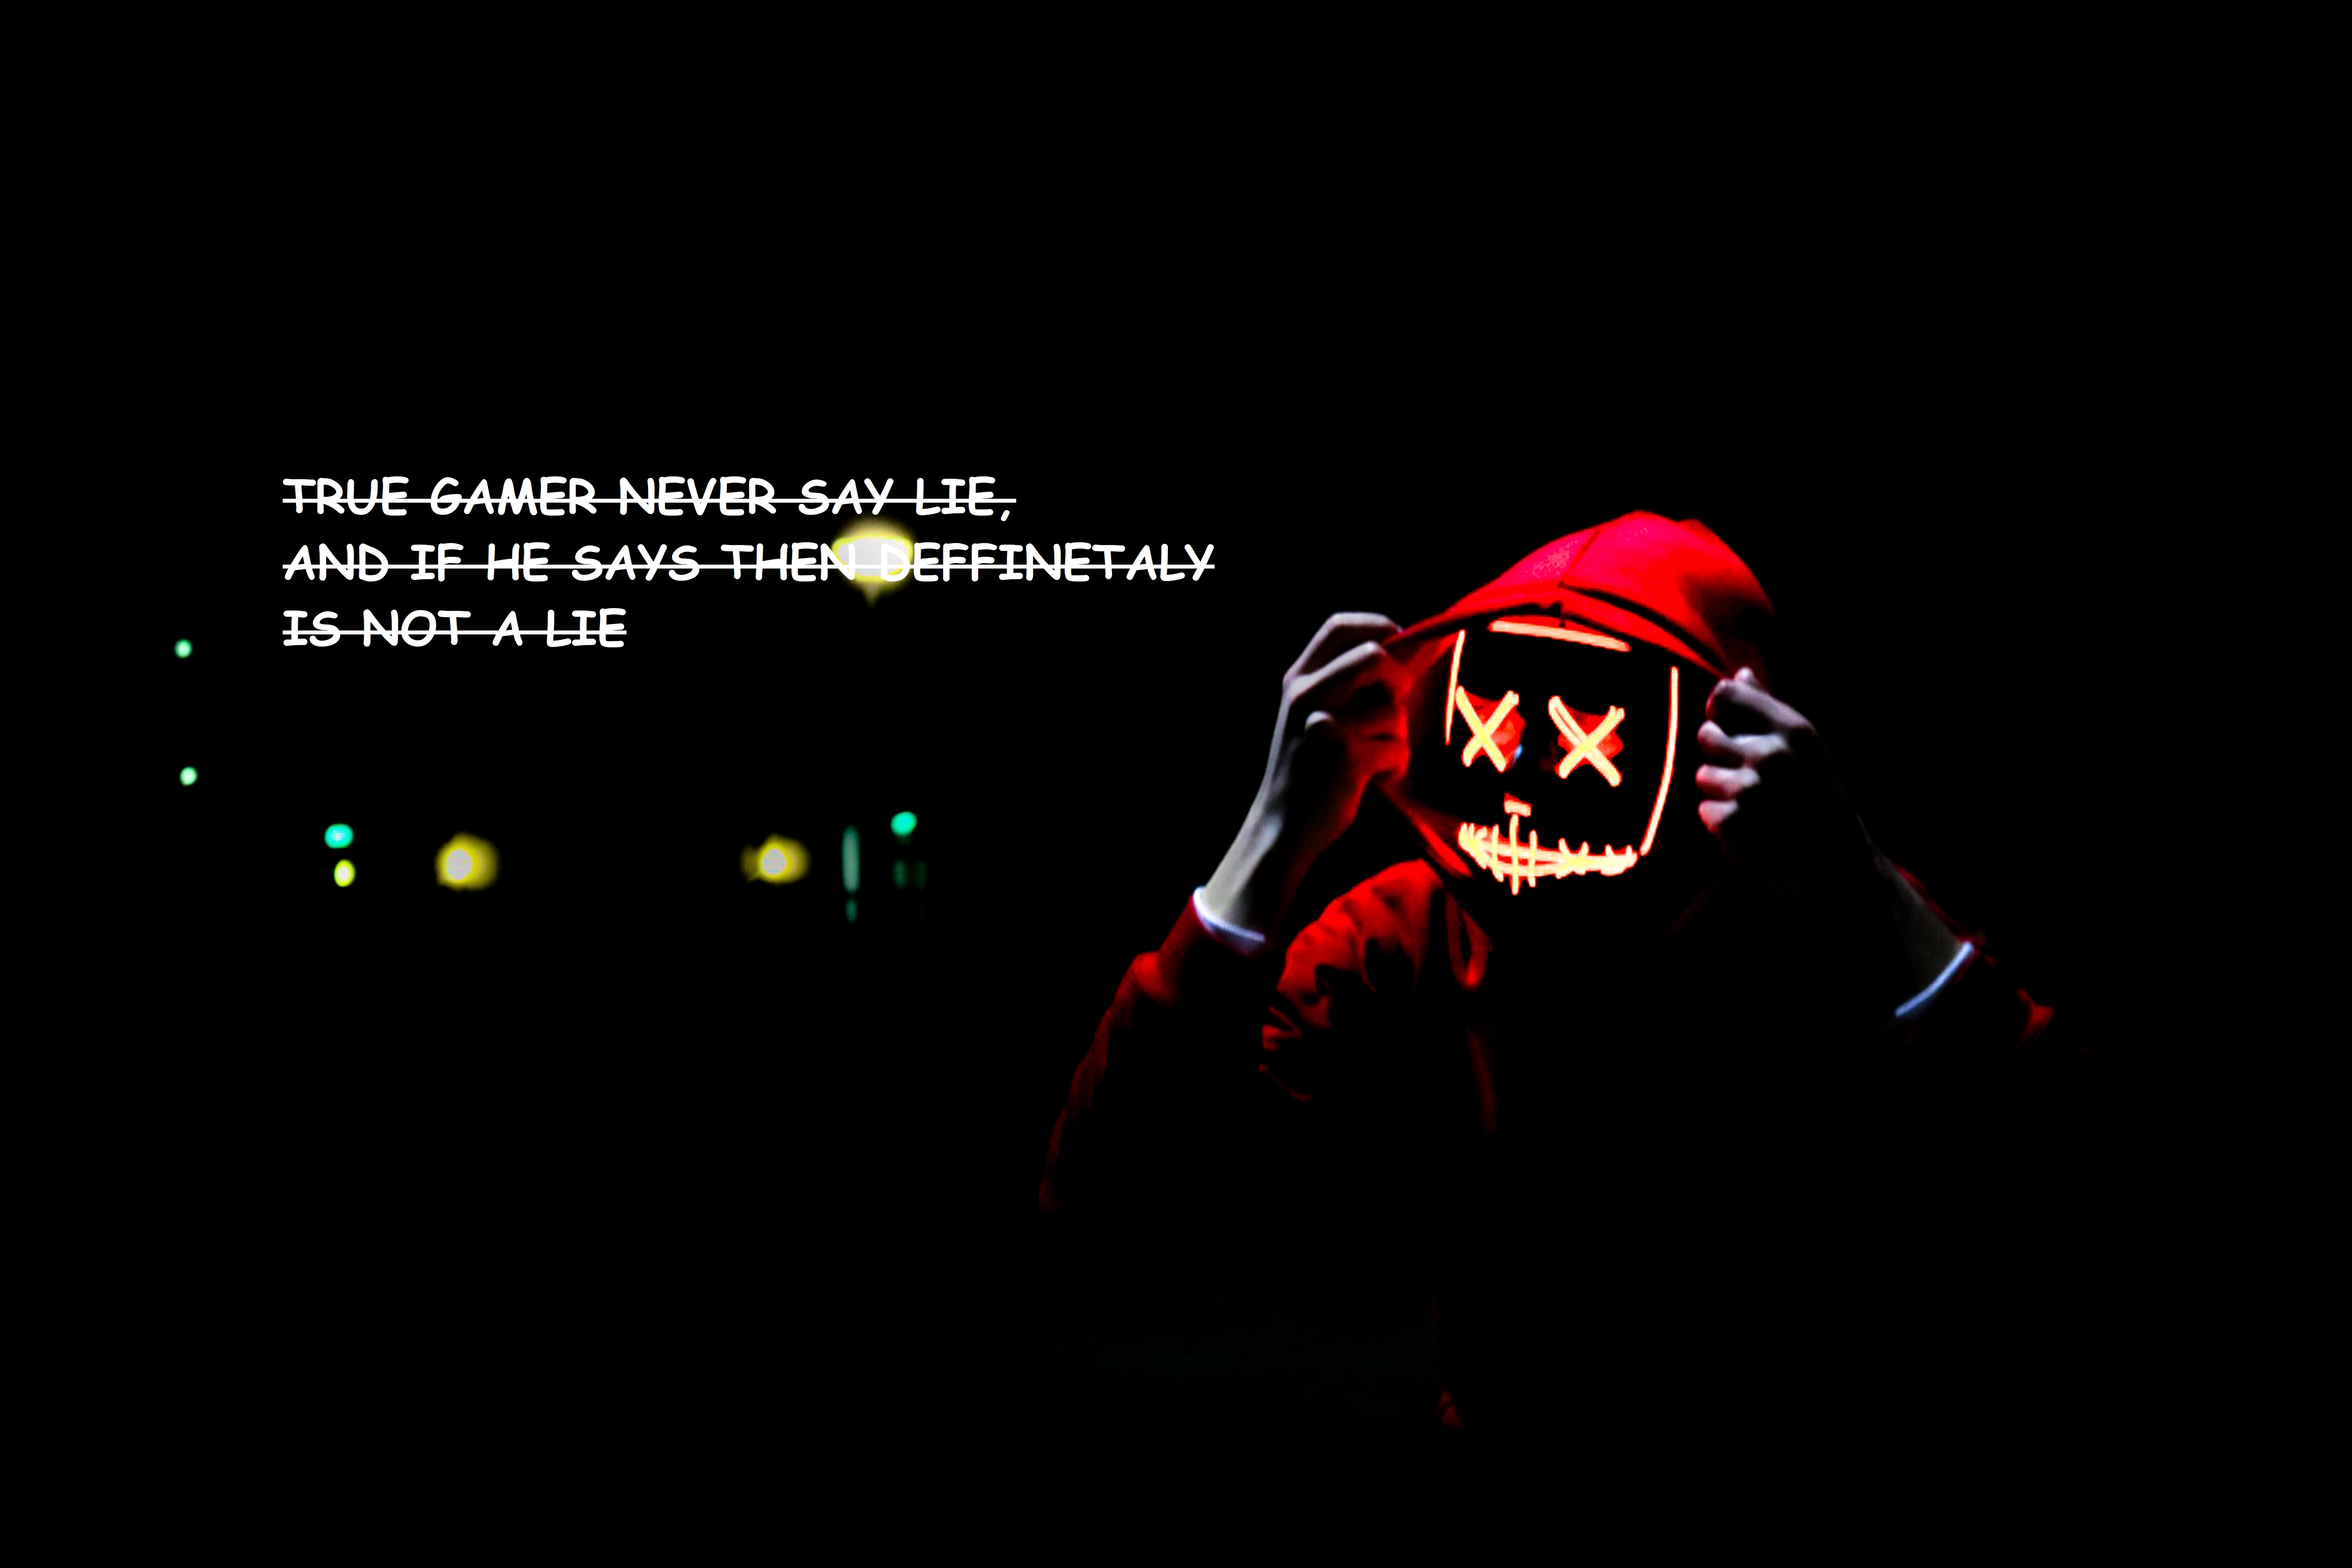 TRUE GAMER NEVER SAY LIE,
AND IF HE SAYS THEN DEFFINETALY
IS NOT A LIE